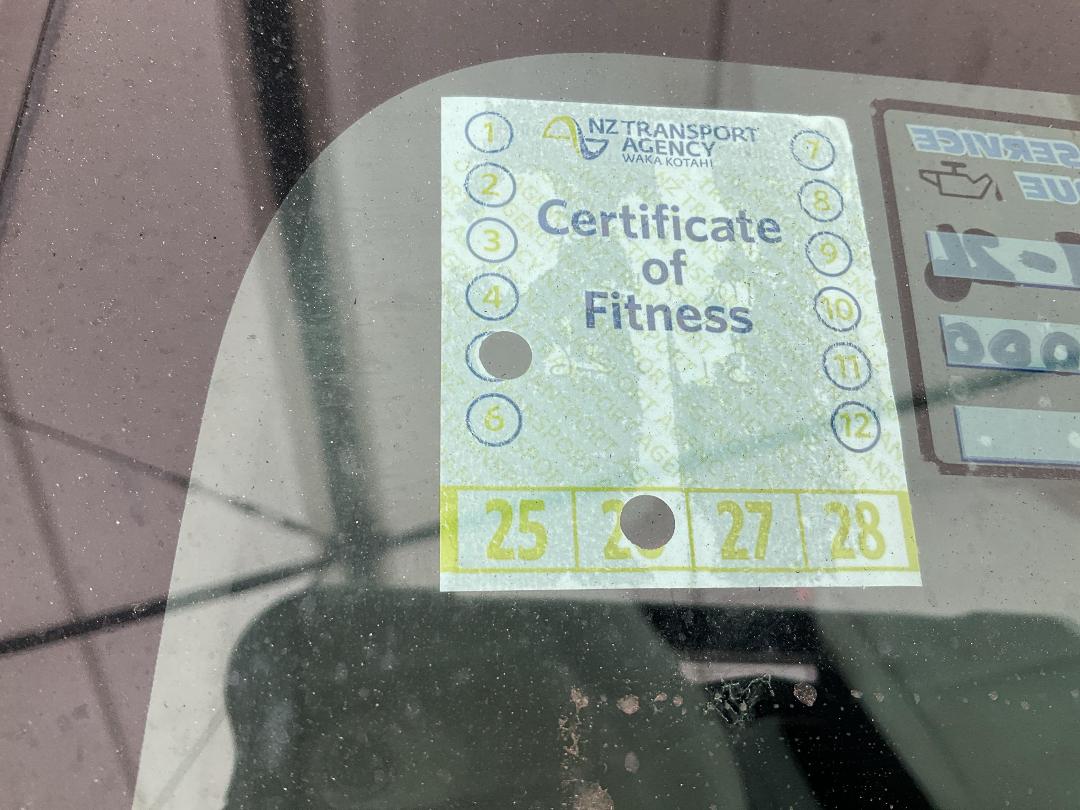 1
2
3
4
6
NZ TRANSPORT
AGENCY
WAKA KOTAHI
Certificate
of
Fitness
7
8
9
10
11
12
25
27
28
SERVICE